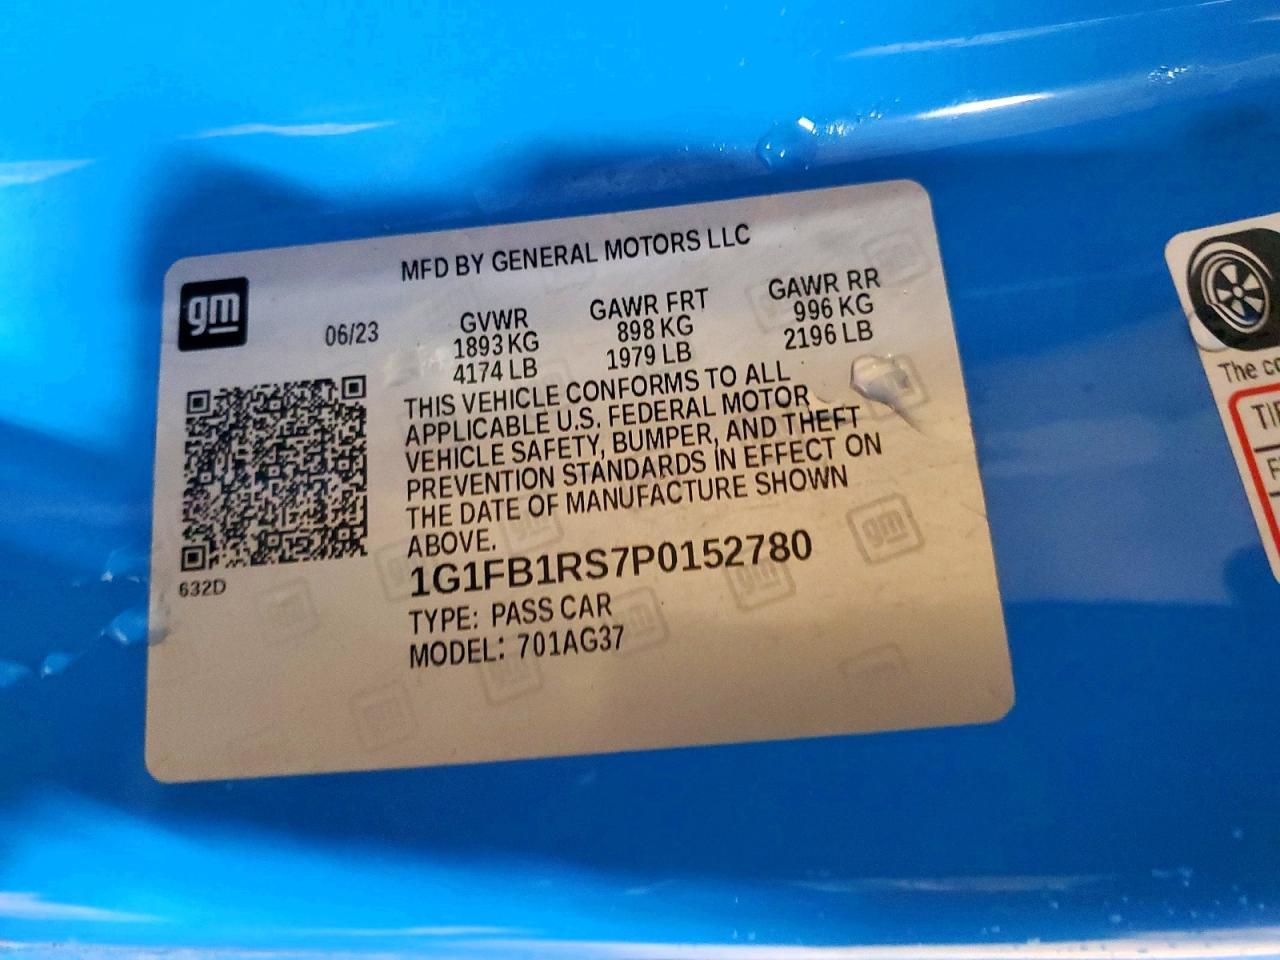 MFD BY GENERAL MOTORS LLC
gm
06/23
GVWR GAWR FRT GAWR RR
1893 KG 898 KG 996 KG
4174 LB 1979 LB 2196 LB
THIS VEHICLE CONFORMS TO ALL
APPLICABLE U.S. FEDERAL MOTOR
VEHICLE SAFETY, BUMPER, AND THEFT
PREVENTION STANDARDS IN EFFECT ON
THE DATE OF MANUFACTURE SHOWN
ABOVE.
632D
1G1FB1RS7P0152780
TYPE: PASS CAR
MODEL: 701AG37
The